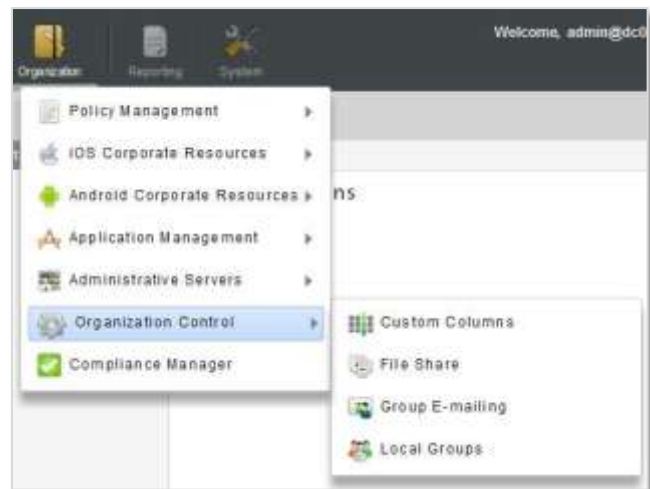 Welcome, admin@dc0
Organization Reporting System
Policy Management
iOS Corporate Resources
Android Corporate Resources
ns
Application Management
Administrative Servers
Organization Control
Custom Columns
Compliance Manager
File Share
Group E-mailing
Local Groups